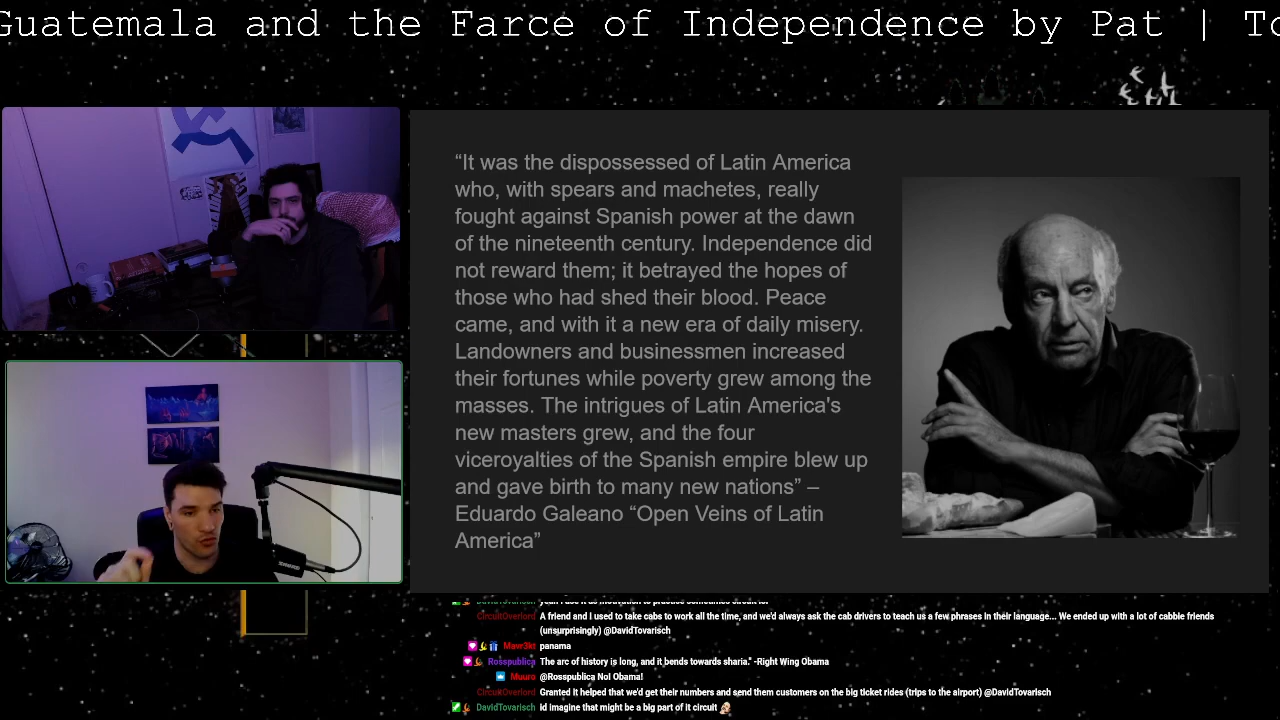 Guatemala and the Farce of Independence by Pat | To
“It was the dispossessed of Latin America
who, with spears and machetes, really
fought against Spanish power at the dawn
of the nineteenth century. Independence did
not reward them; it betrayed the hopes of
those who had shed their blood. Peace
came, and with it a new era of daily misery.
Landowners and businessmen increased
their fortunes while poverty grew among the
masses. The intrigues of Latin America's
new masters grew, and the four
viceroyalties of the Spanish empire blew up
and gave birth to many new nations” –
Eduardo Galeano “Open Veins of Latin
America”
CircuitOverlord A friend and I used to take cabs to work all the time, and we'd always ask the cab drivers to teach us a few phrases in their language... We ended up with a lot of cabbie friends
(unsurprisingly) @DavidTovarisch
Mavr3kt panama
Rosspublica The arc of history is long, and it bends towards sharia." -Right Wing Obama
Muuro @Rosspublica No! Obama!
CircuitOverlord Granted it helped that we'd get their numbers and send them customers on the big ticket rides (trips to the airport) @DavidTovarisch
DavidTovarisch Id imagine that might be a big part of it circuit